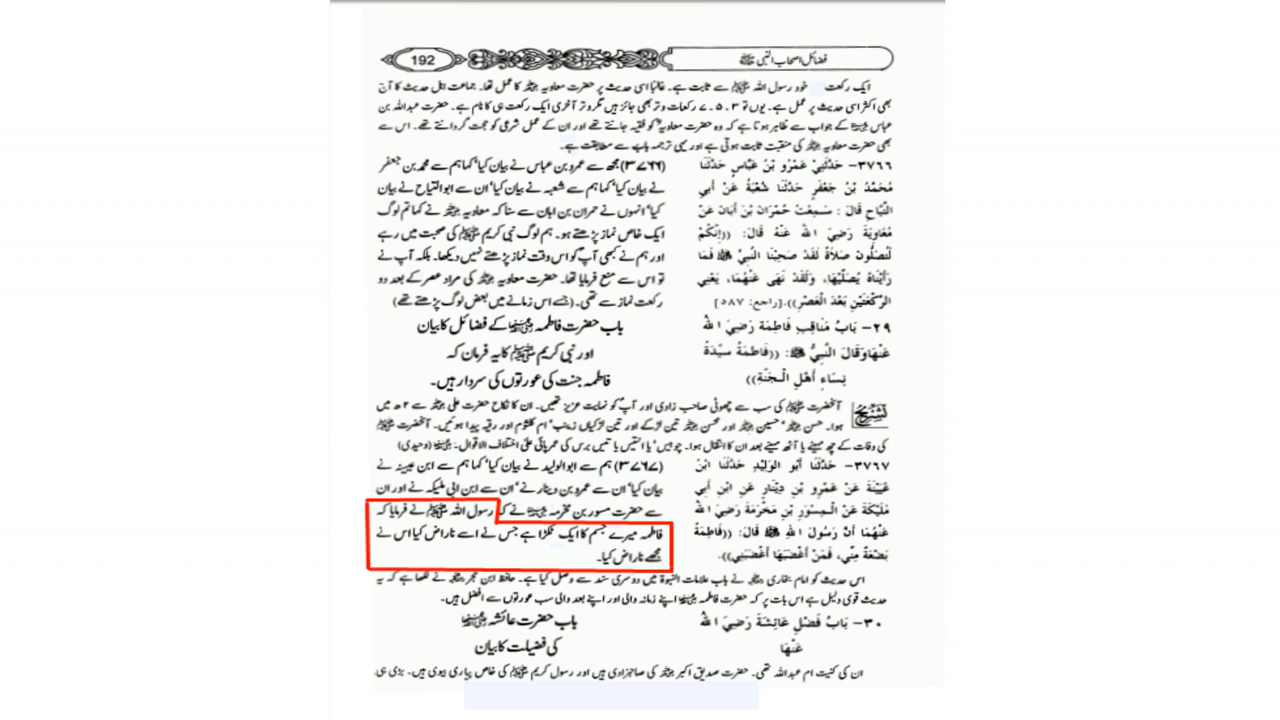 فضائل اصحاب النبی ﷺ
192
ایک رکعت خود رسول اللہ ﷺ سے ثابت ہے۔ غالبا اسی حدیث پر حضرت معاویہ رضی اللہ عنہ کا عمل تھا۔ جماعت اہل حدیث کا آج
بھی اکثر اسی حدیث پر عمل ہے۔ یوں تو ۳۔۵۔۷ رکعات وتر بھی جائز ہیں مگر وتر آخری ایک رکعت ہی کا نام ہے۔ حضرت عبداللہ بن
عباس رضی اللہ عنہما کے جواب سے ظاہر ہوتا ہے کہ وہ حضرت معاویہؓ کو فقیہ جانتے تھے اور ان کے عمل شرعی کو حجت گردانتے تھے۔ اس سے
بھی حضرت معاویہ رضی اللہ عنہ کی منقبت ثابت ہوتی ہے اور یہی ترجمہ باب سے مطابقت ہے۔
۳۷۶۶– حَدَّثَنِيْ عَمْرُو بْنُ عَبَّاسٍ حَدَّثَنَا
مُحَمَّدُ بْنُ جَعْفَرٍ حَدَّثَنَا شُعْبَةُ عَنْ أَبِي
التَّيَّاحِ قَالَ : سَمِعْتُ حُمْرَانَ بْنَ أَبَانَ عَنْ
مُعَاوِيَةَ رَضِيَ اللهُ عَنْهُ قَالَ: ((إِنَّكُمْ
لَتُصَلُّونَ صَلاَةً لَقَدْ صَحِبْنَا النَّبِيَّ ﷺ فَمَا
رَأَيْنَاهُ يُصَلِّيْهَا، وَلَقَدْ نَهَى عَنْهُمَا، يَعْنِي
الرَّكْعَتَيْنِ بَعْدَ الْعَصْرِ)).[راجع: ۵۸۷]
(۳۷۶۶) مجھ سے عمرو بن عباس نے بیان کیا' کہا ہم سے محمد بن جعفر
نے بیان کیا' کہا ہم سے شعبہ نے بیان کیا' ان سے ابوالتیاح نے بیان
کیا' انہوں نے حمران بن ابان سے سنا کہ معاویہ رضی اللہ عنہ نے کہا تم لوگ
ایک خاص نماز پڑھتے ہو۔ ہم لوگ نبی کریم ﷺ کی صحبت میں رہے
اور ہم نے کبھی آپؐ کو اس وقت نماز پڑھتے نہیں دیکھا۔ بلکہ آپ نے
تو اس سے منع فرمایا تھا۔ حضرت معاویہ رضی اللہ عنہ کی مراد عصر کے بعد دو
رکعت نماز سے تھی۔ (جسے اس زمانے میں بعض لوگ پڑھتے تھے)
۲۹– بَابُ مَنَاقِبِ فَاطِمَةَ رَضِيَ اللهُ
عَنْهَا وَقَالَ النَّبِيُّ ﷺ: ((فَاطِمَةُ سَيِّدَةُ
نِسَاءِ أَهْلِ الْجَنَّةِ))
باب حضرت فاطمہ رضی اللہ عنہا کے فضائل کا بیان
اور نبی کریم ﷺ کا یہ فرمان کہ
فاطمہ جنت کی عورتوں کی سردار ہیں۔
تشریح آنحضرت ﷺ کی سب سے چھوٹی صاحب زادی اور آپؐ کو نہایت عزیز تھیں۔ ان کا نکاح حضرت علی رضی اللہ عنہ سے ۲ھ میں
ہوا۔ حسن رضی اللہ عنہ' حسین رضی اللہ عنہ اور محسن رضی اللہ عنہ تین لڑکے اور تین لڑکیاں زینب' ام کلثوم اور رقیہ پیدا ہوئیں۔ آنحضرت ﷺ
کی وفات کے چھ مہینے یا آٹھ مہینے بعد ان کا انتقال ہوا۔ چوبیس' یا انتیس یا تیس برس کی عمر پائی علیٰ اختلاف الاقوال۔ رضی اللہ عنہا (وحیدی)
۳۷۶۷– حَدَّثَنَا أَبُو الْوَلِيْدِ حَدَّثَنَا ابْنُ
عُيَيْنَةَ عَنْ عَمْرِو بْنِ دِيْنَارٍ عَنِ ابْنِ أَبِي
مُلَيْكَةَ عَنِ الْمِسْوَرِ بْنِ مَخْرَمَةَ رَضِيَ اللهُ
عَنْهُمَا أَنَّ رَسُولَ اللهِ ﷺ قَالَ: ((فَاطِمَةُ
بَضْعَةٌ مِنِّي، فَمَنْ أَغْضَبَهَا أَغْضَبَنِي)).
(۳۷۶۷) ہم سے ابوالولید نے بیان کیا' کہا ہم سے ابن عیینہ نے
بیان کیا' ان سے عمرو بن دینار نے' ان سے ابن ابی ملیکہ نے اور ان
سے حضرت مسور بن مخرمہ رضی اللہ عنہ نے کہ رسول اللہ ﷺ نے فرمایا کہ
فاطمہ میرے جسم کا ایک ٹکڑا ہے جس نے اسے ناراض کیا اس نے
مجھے ناراض کیا۔
اس حدیث کو امام بخاری رحمہ اللہ نے باب علامات النبوۃ میں دوسری سند سے وصل کیا ہے۔ حافظ ابن حجر رحمہ اللہ نے لکھا ہے کہ یہ
حدیث قوی دلیل ہے اس بات پر کہ حضرت فاطمہ رضی اللہ عنہا اپنے زمانہ والی اور اپنے بعد والی سب عورتوں سے افضل ہیں۔
۳۰– بَابُ فَضْلِ عَائِشَةَ رَضِيَ اللهُ
عَنْهَا
باب حضرت عائشہ رضی اللہ عنہا
کی فضیلت کا بیان
ان کی کنیت ام عبداللہ تھی۔ حضرت صدیق اکبر رضی اللہ عنہ کی صاحبزادی ہیں اور رسول کریم ﷺ کی خاص پیاری بیوی ہیں۔ بڑی ہی